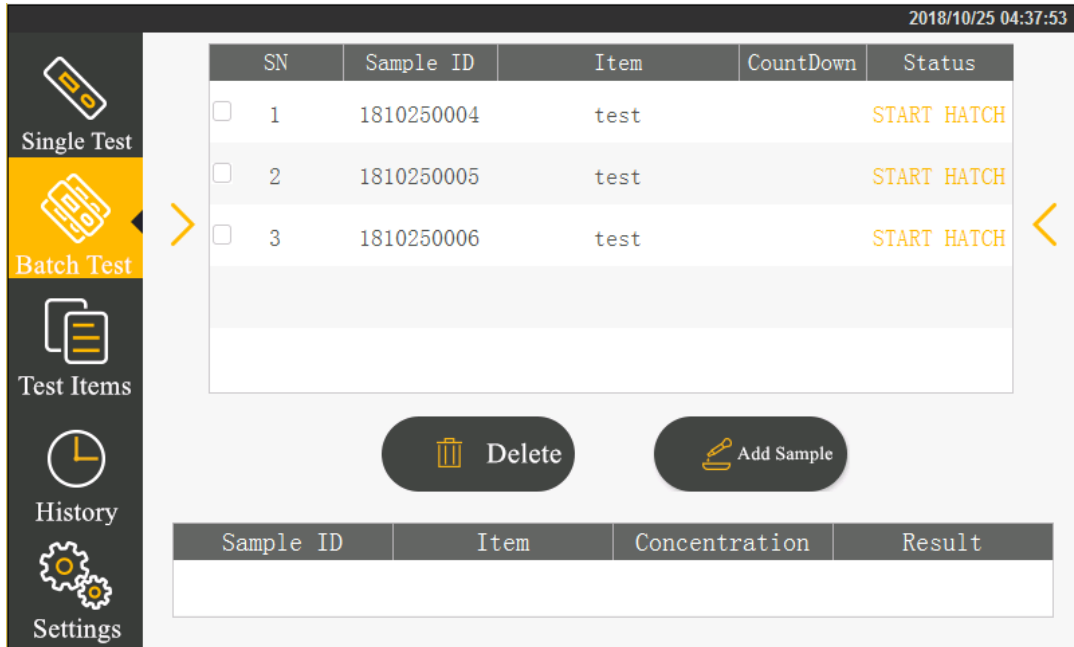 2018/10/25 04:37:53
Single Test
Batch Test
Test Items
History
Settings
SN Sample ID Item CountDown Status
1 1810250004 test START HATCH
2 1810250005 test START HATCH
3 1810250006 test START HATCH
Delete Add Sample
Sample ID Item Concentration Result